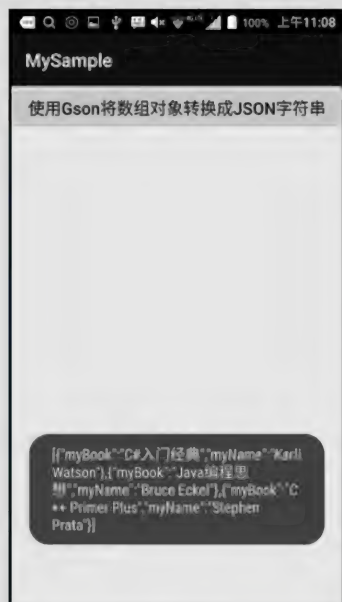 100% 上午11:08
MySample
使用Gson将数组对象转换成JSON字符串
[{"myBook":"C#入门经典","myName":"Karli
Watson"},{"myBook":"Java编程思
想","myName":"Bruce Eckel"},{"myBook":"C
++ Primer Plus","myName":"Stephen
Prata"}]